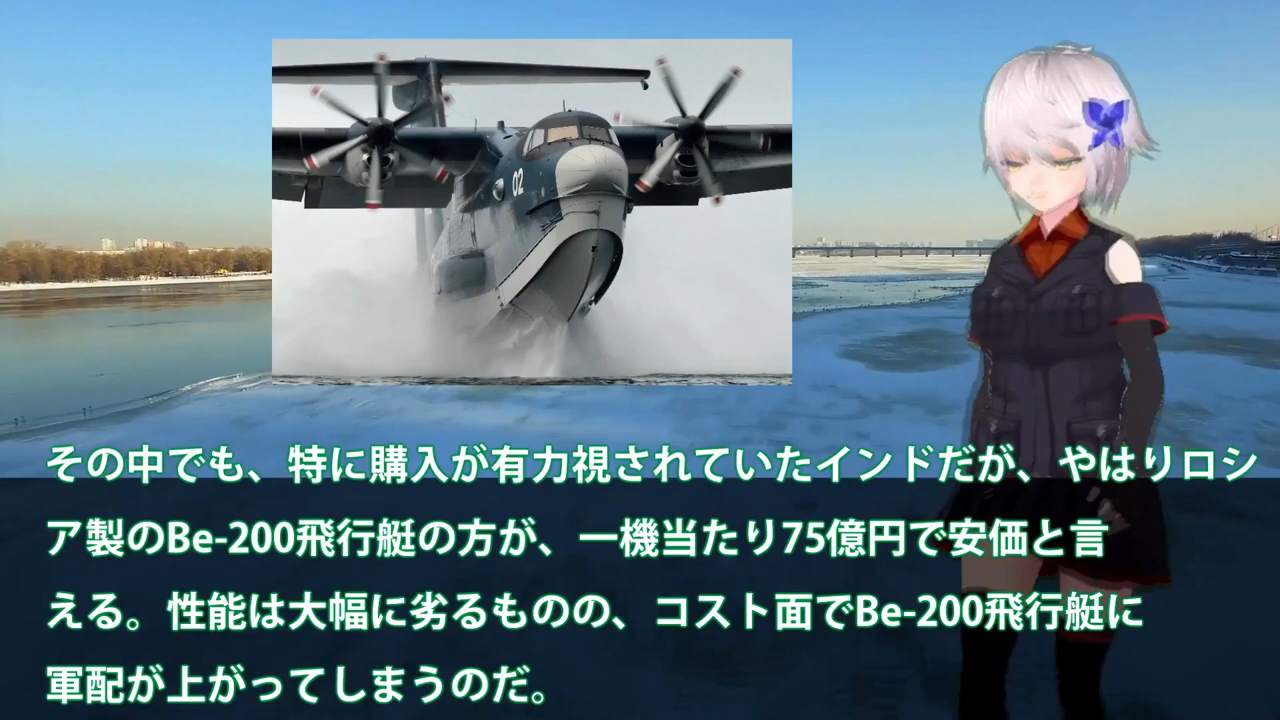 02
その中でも、特に購入が有力視されていたインドだが、やはりロシ
ア製のBe-200飛行艇の方が、一機当たり75億円で安価と言
える。性能は大幅に劣るものの、コスト面でBe-200飛行艇に
軍配が上がってしまうのだ。